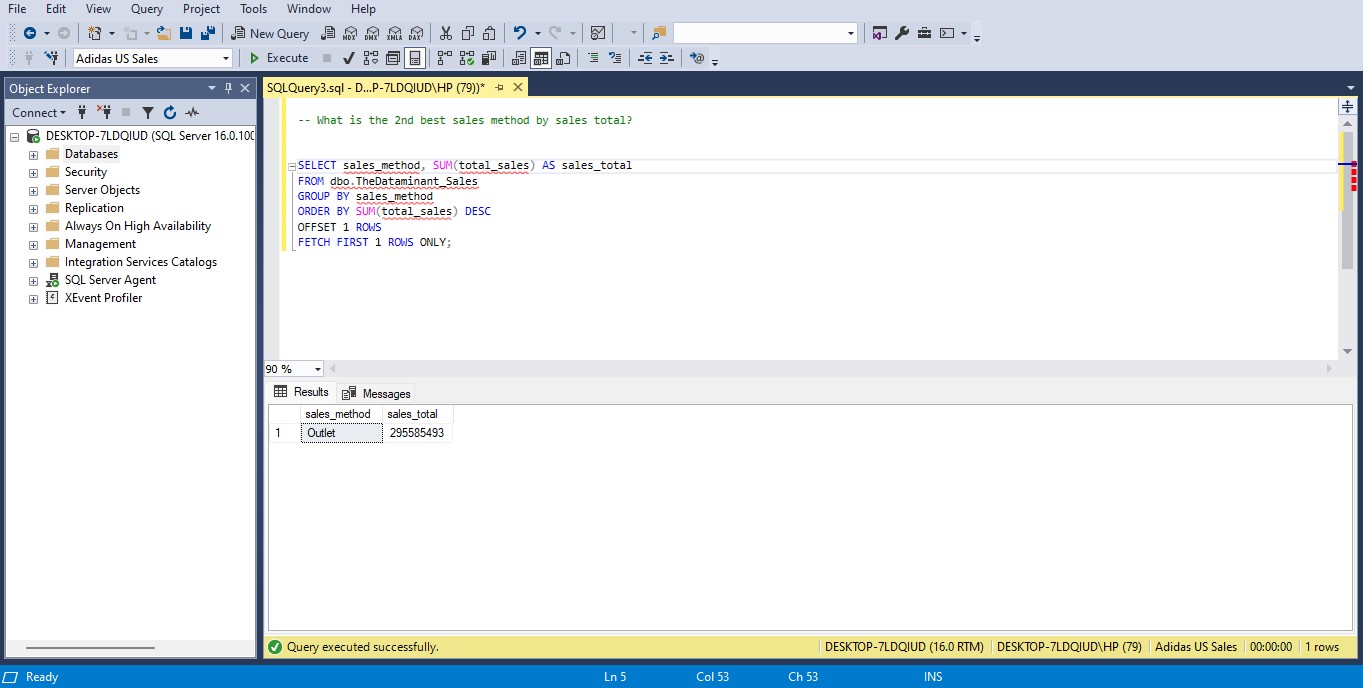 File Edit View Query Project Tools Window Help
New Query MDX DMX XMLA DAX
Adidas US Sales Execute
Object Explorer
Connect
DESKTOP-7LDQIUD (SQL Server 16.0.100
Databases
Security
Server Objects
Replication
Always On High Availability
Management
Integration Services Catalogs
SQL Server Agent
XEvent Profiler
SQLQuery3.sql - D...P-7LDQIUD\HP (79))*
-- What is the 2nd best sales method by sales total?
SELECT sales_method, SUM(total_sales) AS sales_total
FROM dbo.TheDataminant_Sales
GROUP BY sales_method
ORDER BY SUM(total_sales) DESC
OFFSET 1 ROWS
FETCH FIRST 1 ROWS ONLY;
90 %
Results Messages
sales_method sales_total
1 Outlet 295585493
Query executed successfully. DESKTOP-7LDQIUD (16.0 RTM) DESKTOP-7LDQIUD\HP (79) Adidas US Sales 00:00:00 1 rows
Ready Ln 5 Col 53 Ch 53 INS